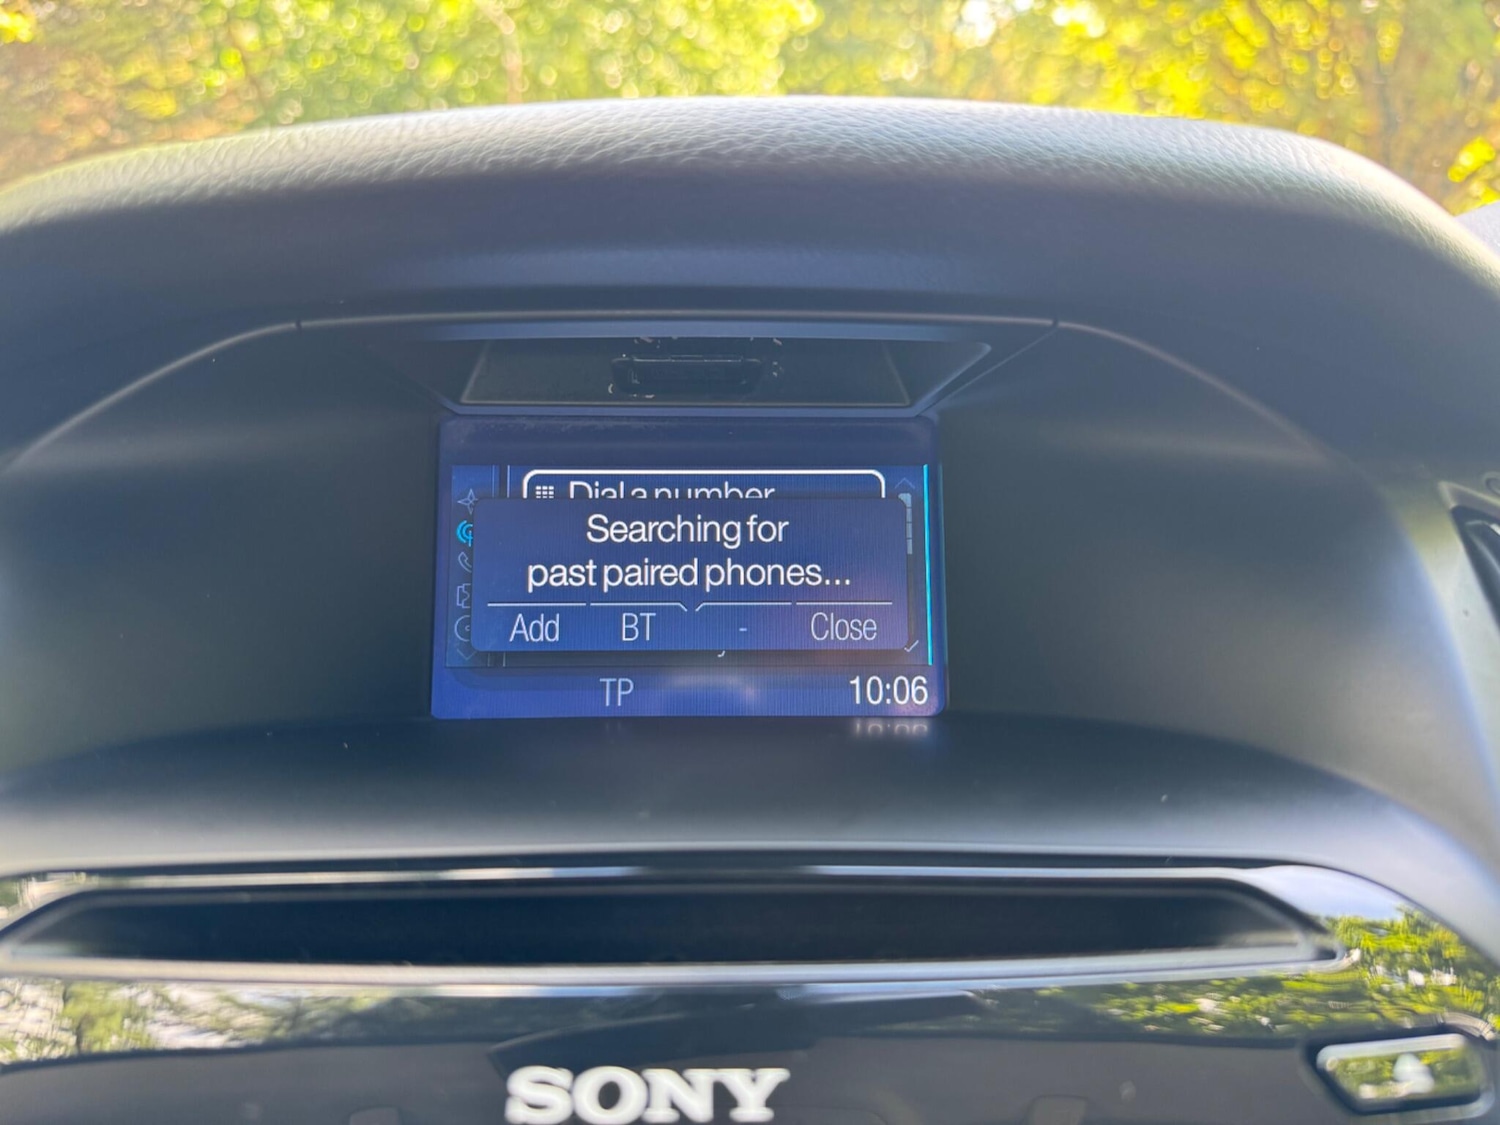 Dial a number
Searching for
past paired phones...
Add BT - Close
TP 10:06
SONY